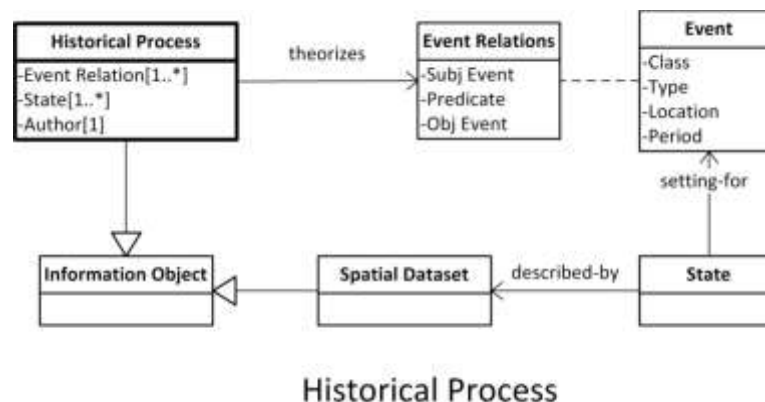 Historical Process
-Event Relation[1..*]
-State[1..*]
-Author[1]
theorizes
Event Relations
-Subj Event
-Predicate
-Obj Event
Event
-Class
-Type
-Location
-Period
setting-for
Information Object
Spatial Dataset
described-by
State
Historical Process